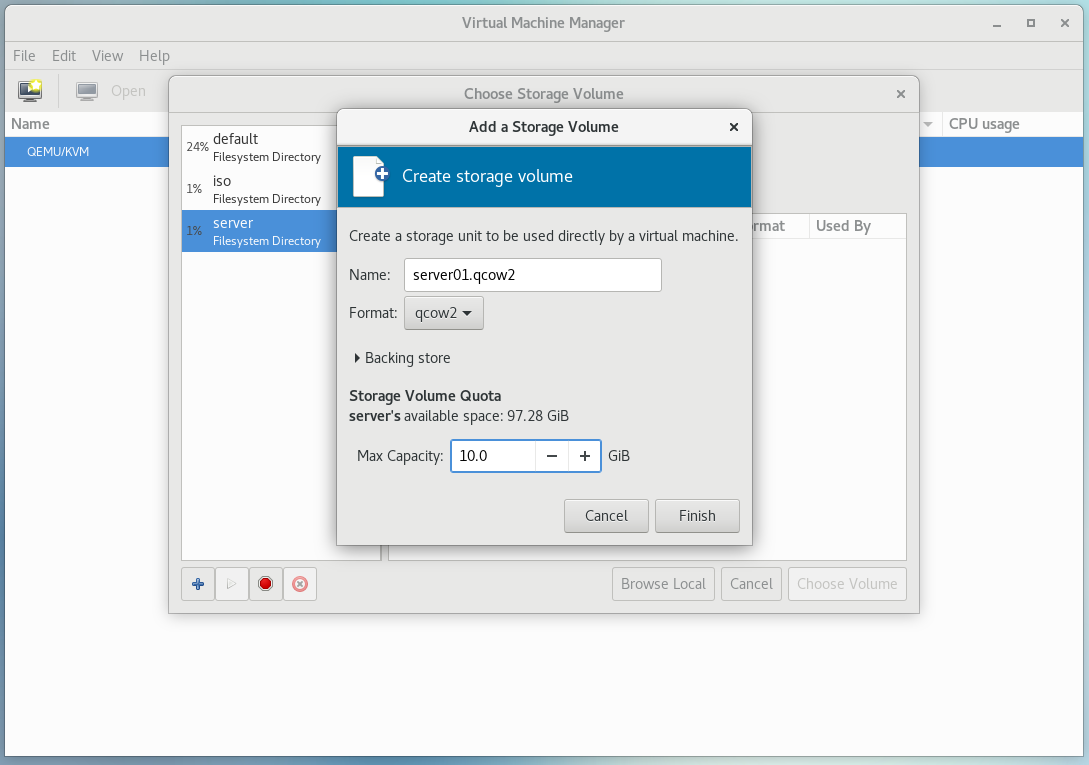 Virtual Machine Manager
File Edit View Help
Open
Name
CPU usage
QEMU/KVM
Choose Storage Volume
24% default
Filesystem Directory
1% iso
Filesystem Directory
1% server
Filesystem Directory
rmat
Used By
Add a Storage Volume
Create storage volume
Create a storage unit to be used directly by a virtual machine.
Name: server01.qcow2
Format: qcow2
Backing store
Storage Volume Quota
server's available space: 97.28 GiB
Max Capacity: 10.0 GiB
Cancel Finish
Browse Local Cancel Choose Volume